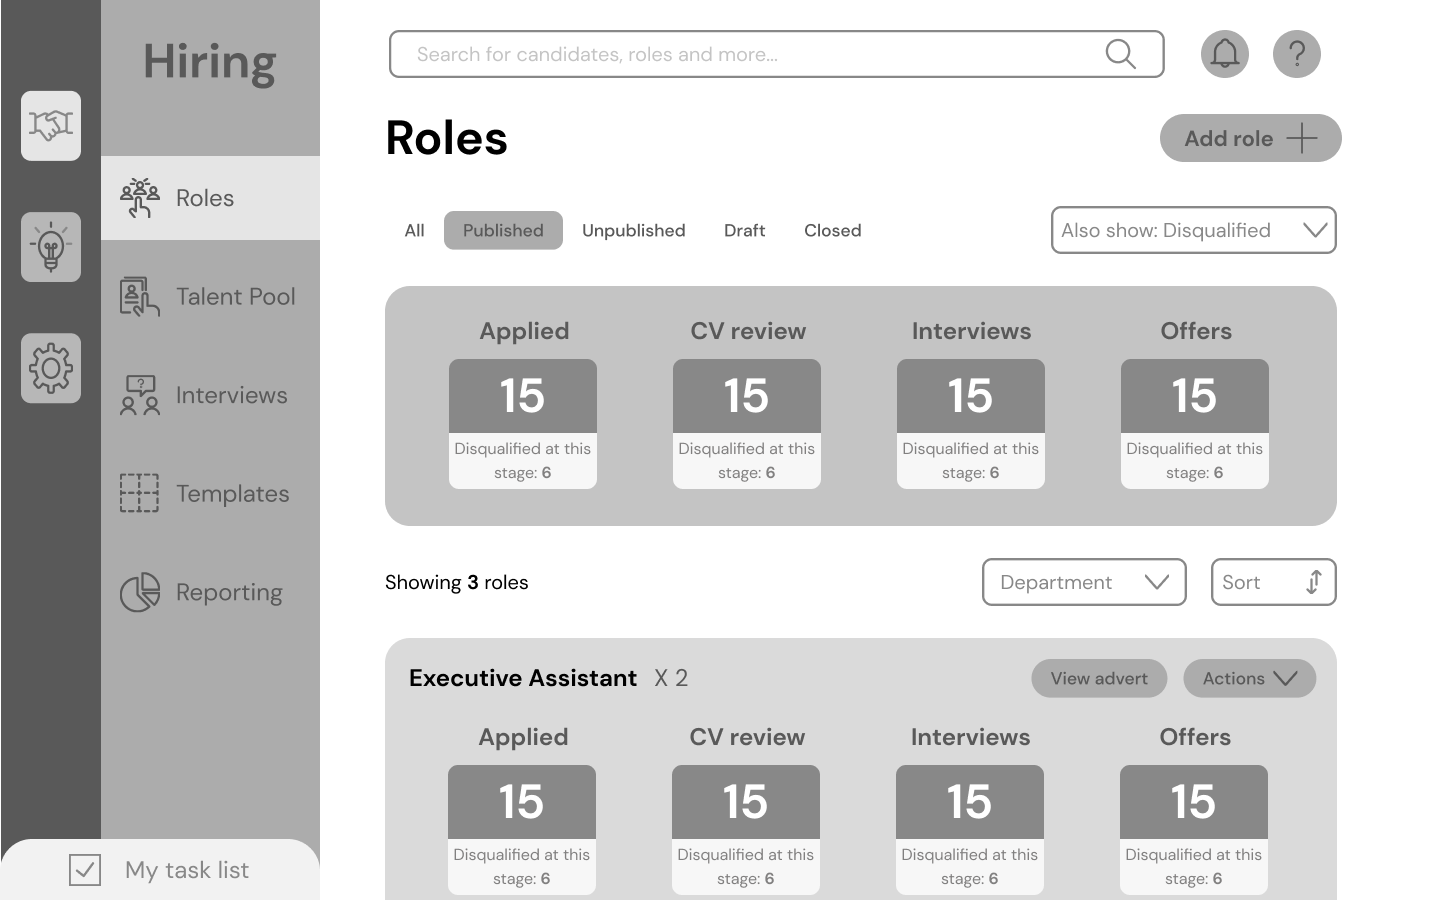 Hiring
Search for candidates, roles and more...
?
Roles
Add role
Roles
Talent Pool
?
Interviews
Templates
Reporting
My task list
All
Published
Unpublished
Draft
Closed
Also show: Disqualified
Applied
CV review
Interviews
Offers
15
15
15
15
Disqualified at this
stage: 6
Disqualified at this
stage: 6
Disqualified at this
stage: 6
Disqualified at this
stage: 6
Showing 3 roles
Department
Sort
Executive Assistant X 2
View advert
Actions
Applied
CV review
Interviews
Offers
15
15
15
15
Disqualified at this
stage: 6
Disqualified at this
stage: 6
Disqualified at this
stage: 6
Disqualified at this
stage: 6